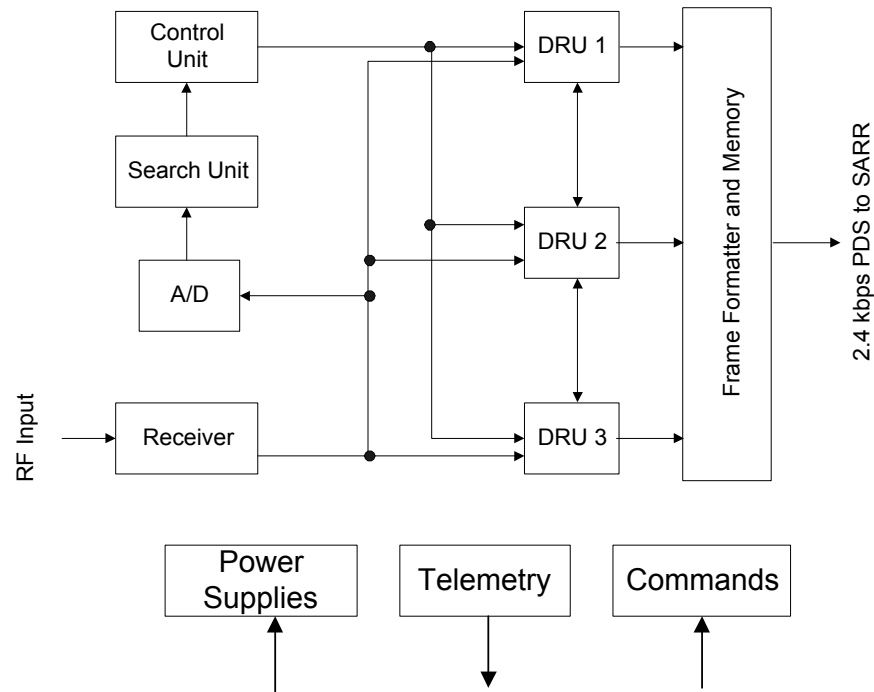 Control
Unit
DRU 1
Search Unit
DRU 2
A/D
Frame Formatter and Memory
2.4 kbps PDS to SARR
RF Input
Receiver
DRU 3
Power
Supplies
Telemetry
Commands